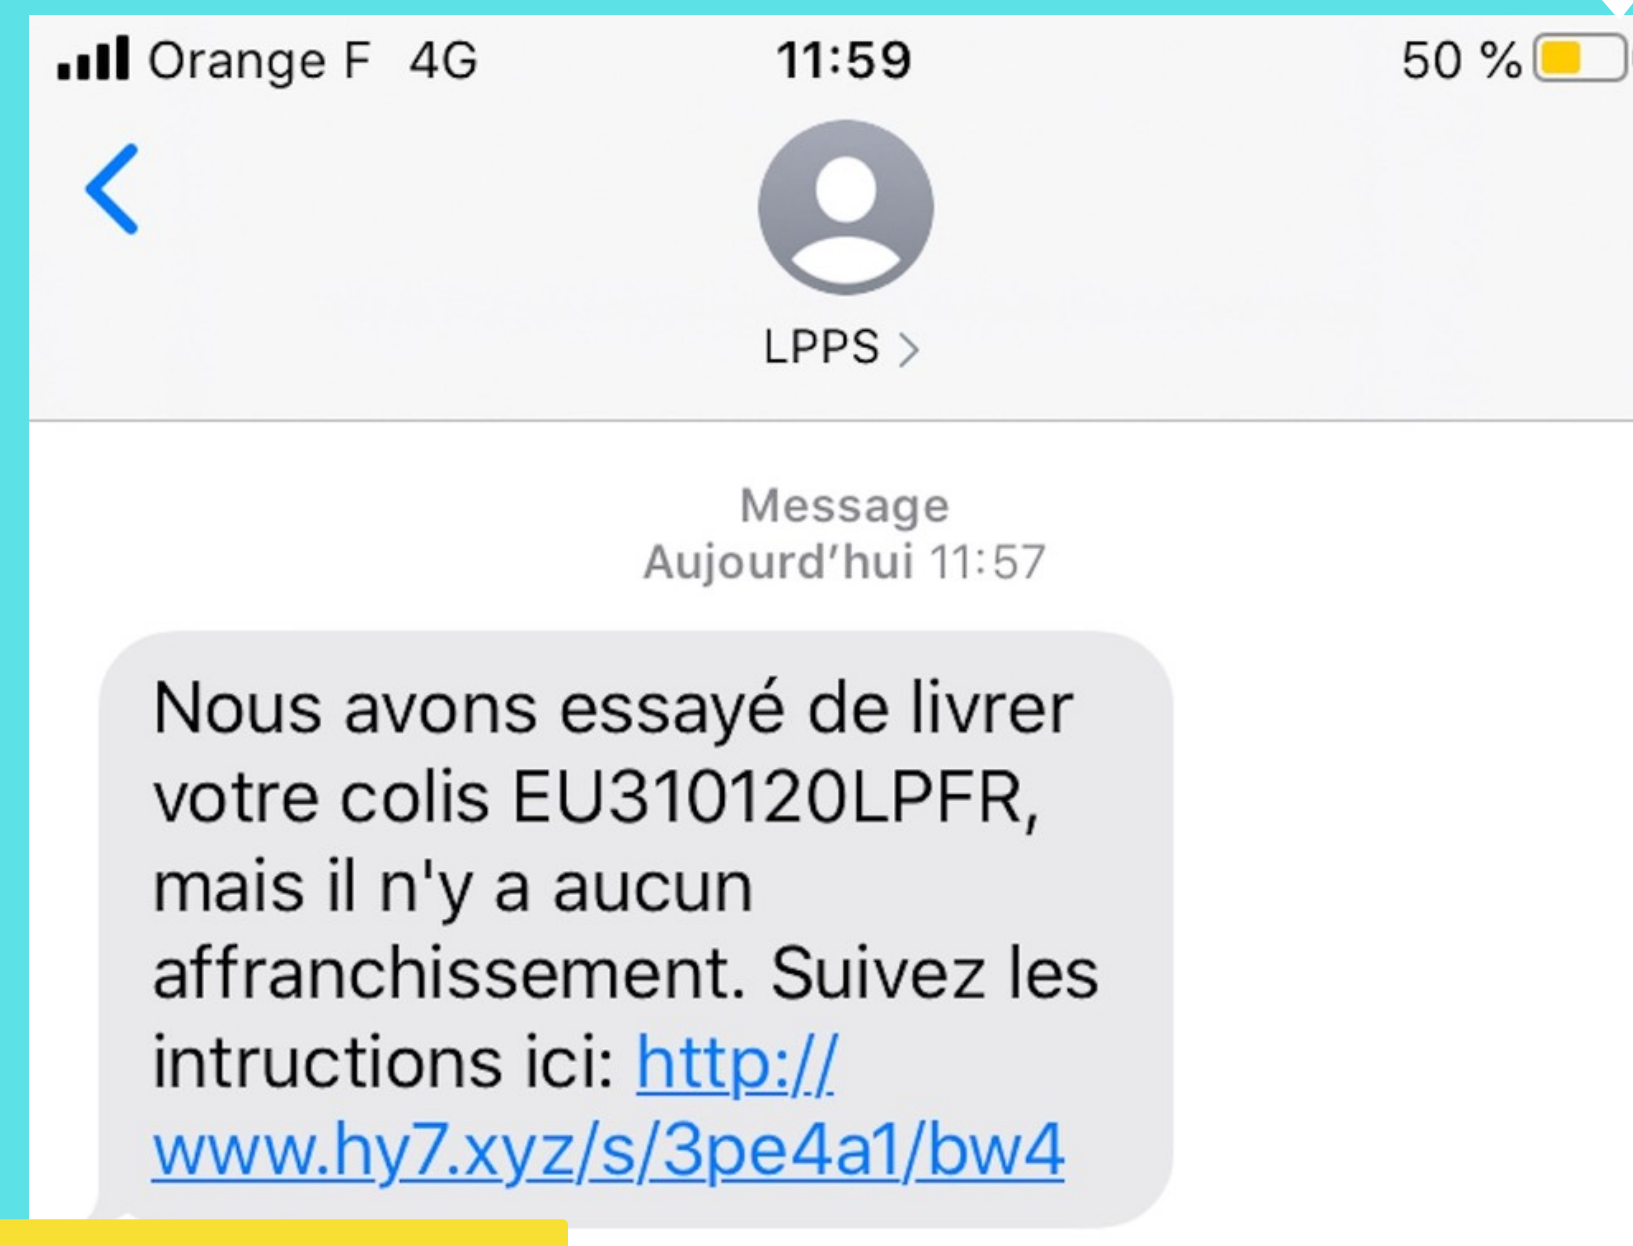 Orange F 4G 11:59 50 %
LPPS
Message
Aujourd'hui 11:57
Nous avons essayé de livrer
votre colis EU310120LPFR,
mais il n'y a aucun
affranchissement. Suivez les
intructions ici: http://
www.hy7.xyz/s/3pe4a1/bw4